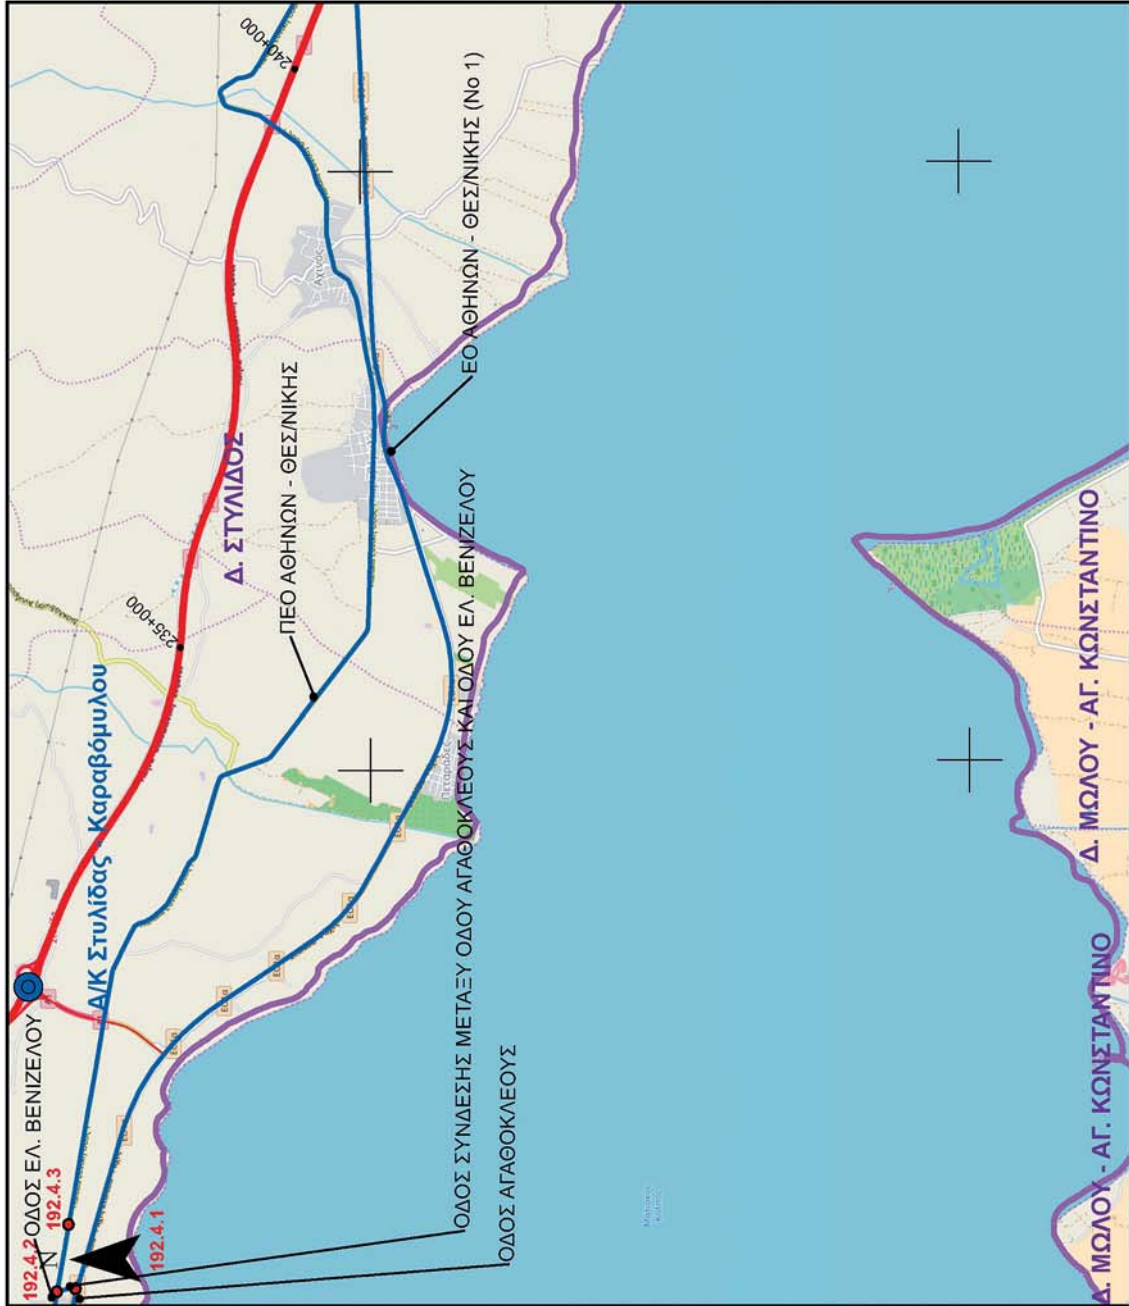 192.4.2
ΟΔΟΣ ΕΛ. ΒΕΝΙΖΕΛΟΥ
192.4.3
N
192.4.1
Α/Κ Στυλίδας - Καραβόμυλου
235+000
Δ. ΣΤΥΛΙΔΟΣ
240+000
ΠΕΟ ΑΘΗΝΩΝ - ΘΕΣ/ΝΙΚΗΣ
Αχινός
ΕΟ ΑΘΗΝΩΝ - ΘΕΣ/ΝΙΚΗΣ (Νο 1)
Πεταράδες
ΟΔΟΣ ΣΥΝΔΕΣΗΣ ΜΕΤΑΞΥ ΟΔΟΥ ΑΓΑΘΟΚΛΕΟΥΣ ΚΑΙ ΟΔΟΥ ΕΛ. ΒΕΝΙΖΕΛΟΥ
ΟΔΟΣ ΑΓΑΘΟΚΛΕΟΥΣ
Δ. ΜΩΛΟΥ - ΑΓ. ΚΩΝΣΤΑΝΤΙΝΟ
Δ. ΜΩΛΟΥ - ΑΓ. ΚΩΝΣΤΑΝΤΙΝΟ